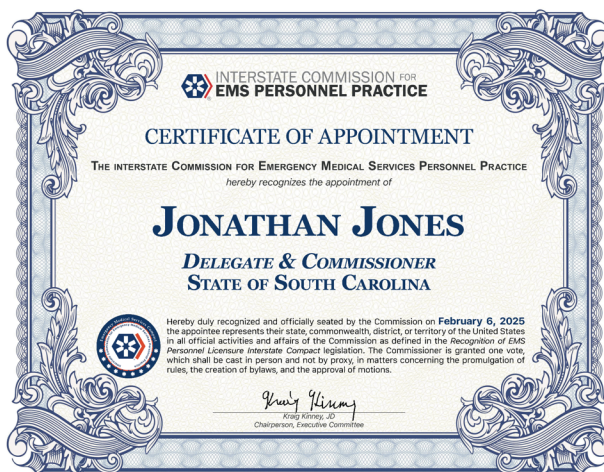 INTERSTATE COMMISSION FOR
EMS PERSONNEL PRACTICE
CERTIFICATE OF APPOINTMENT
THE INTERSTATE COMMISSION FOR EMERGENCY MEDICAL SERVICES PERSONNEL PRACTICE
hereby recognizes the appointment of
JONATHAN JONES
DELEGATE & COMMISSIONER
STATE OF SOUTH CAROLINA
Hereby duly recognized and officially seated by the Commission on February 6, 2025
the appointee represents their state, commonwealth, district, or territory of the United States
in all official activities and affairs of the Commission as defined in the Recognition of EMS
Personnel Licensure Interstate Compact legislation. The Commissioner is granted one vote,
which shall be cast in person and not by proxy, in matters concerning the promulgation of
rules, the creation of bylaws, and the approval of motions.
Kraig Kinney
Kraig Kinney, JD
Chairperson, Executive Committee